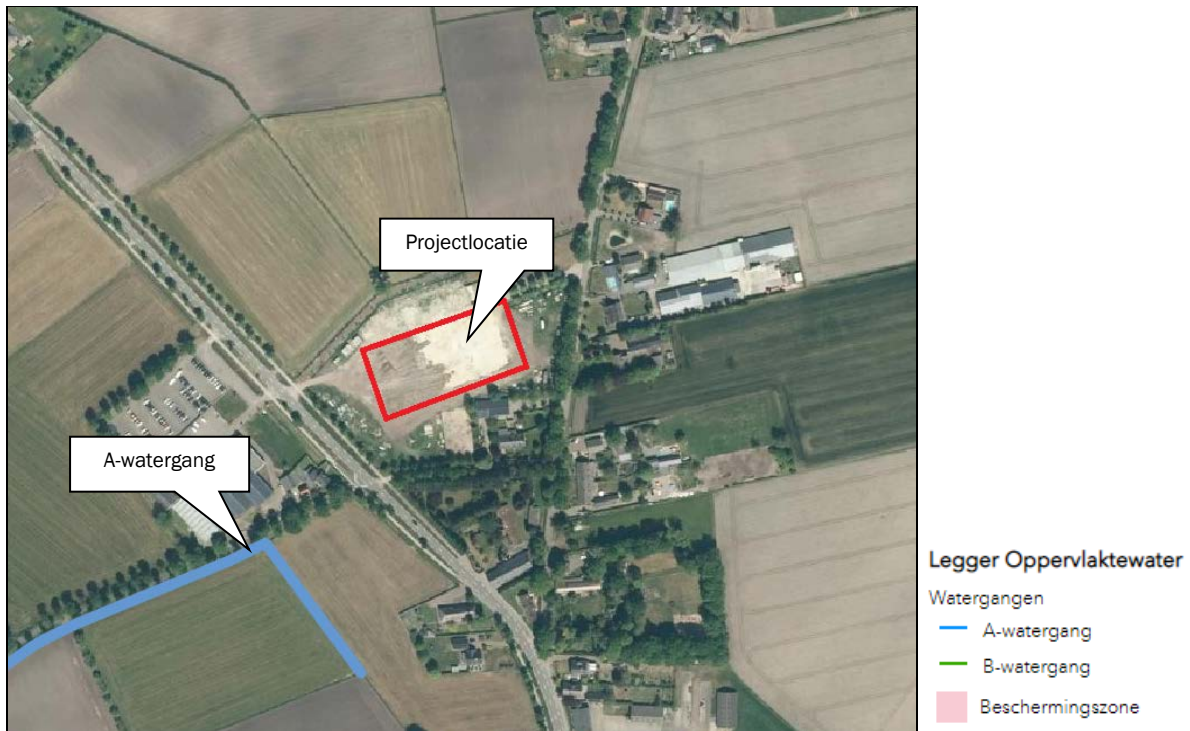 Projectlocatie
A-watergang
Legger Oppervlaktewater
Watergangen
A-watergang
B-watergang
Beschermingszone